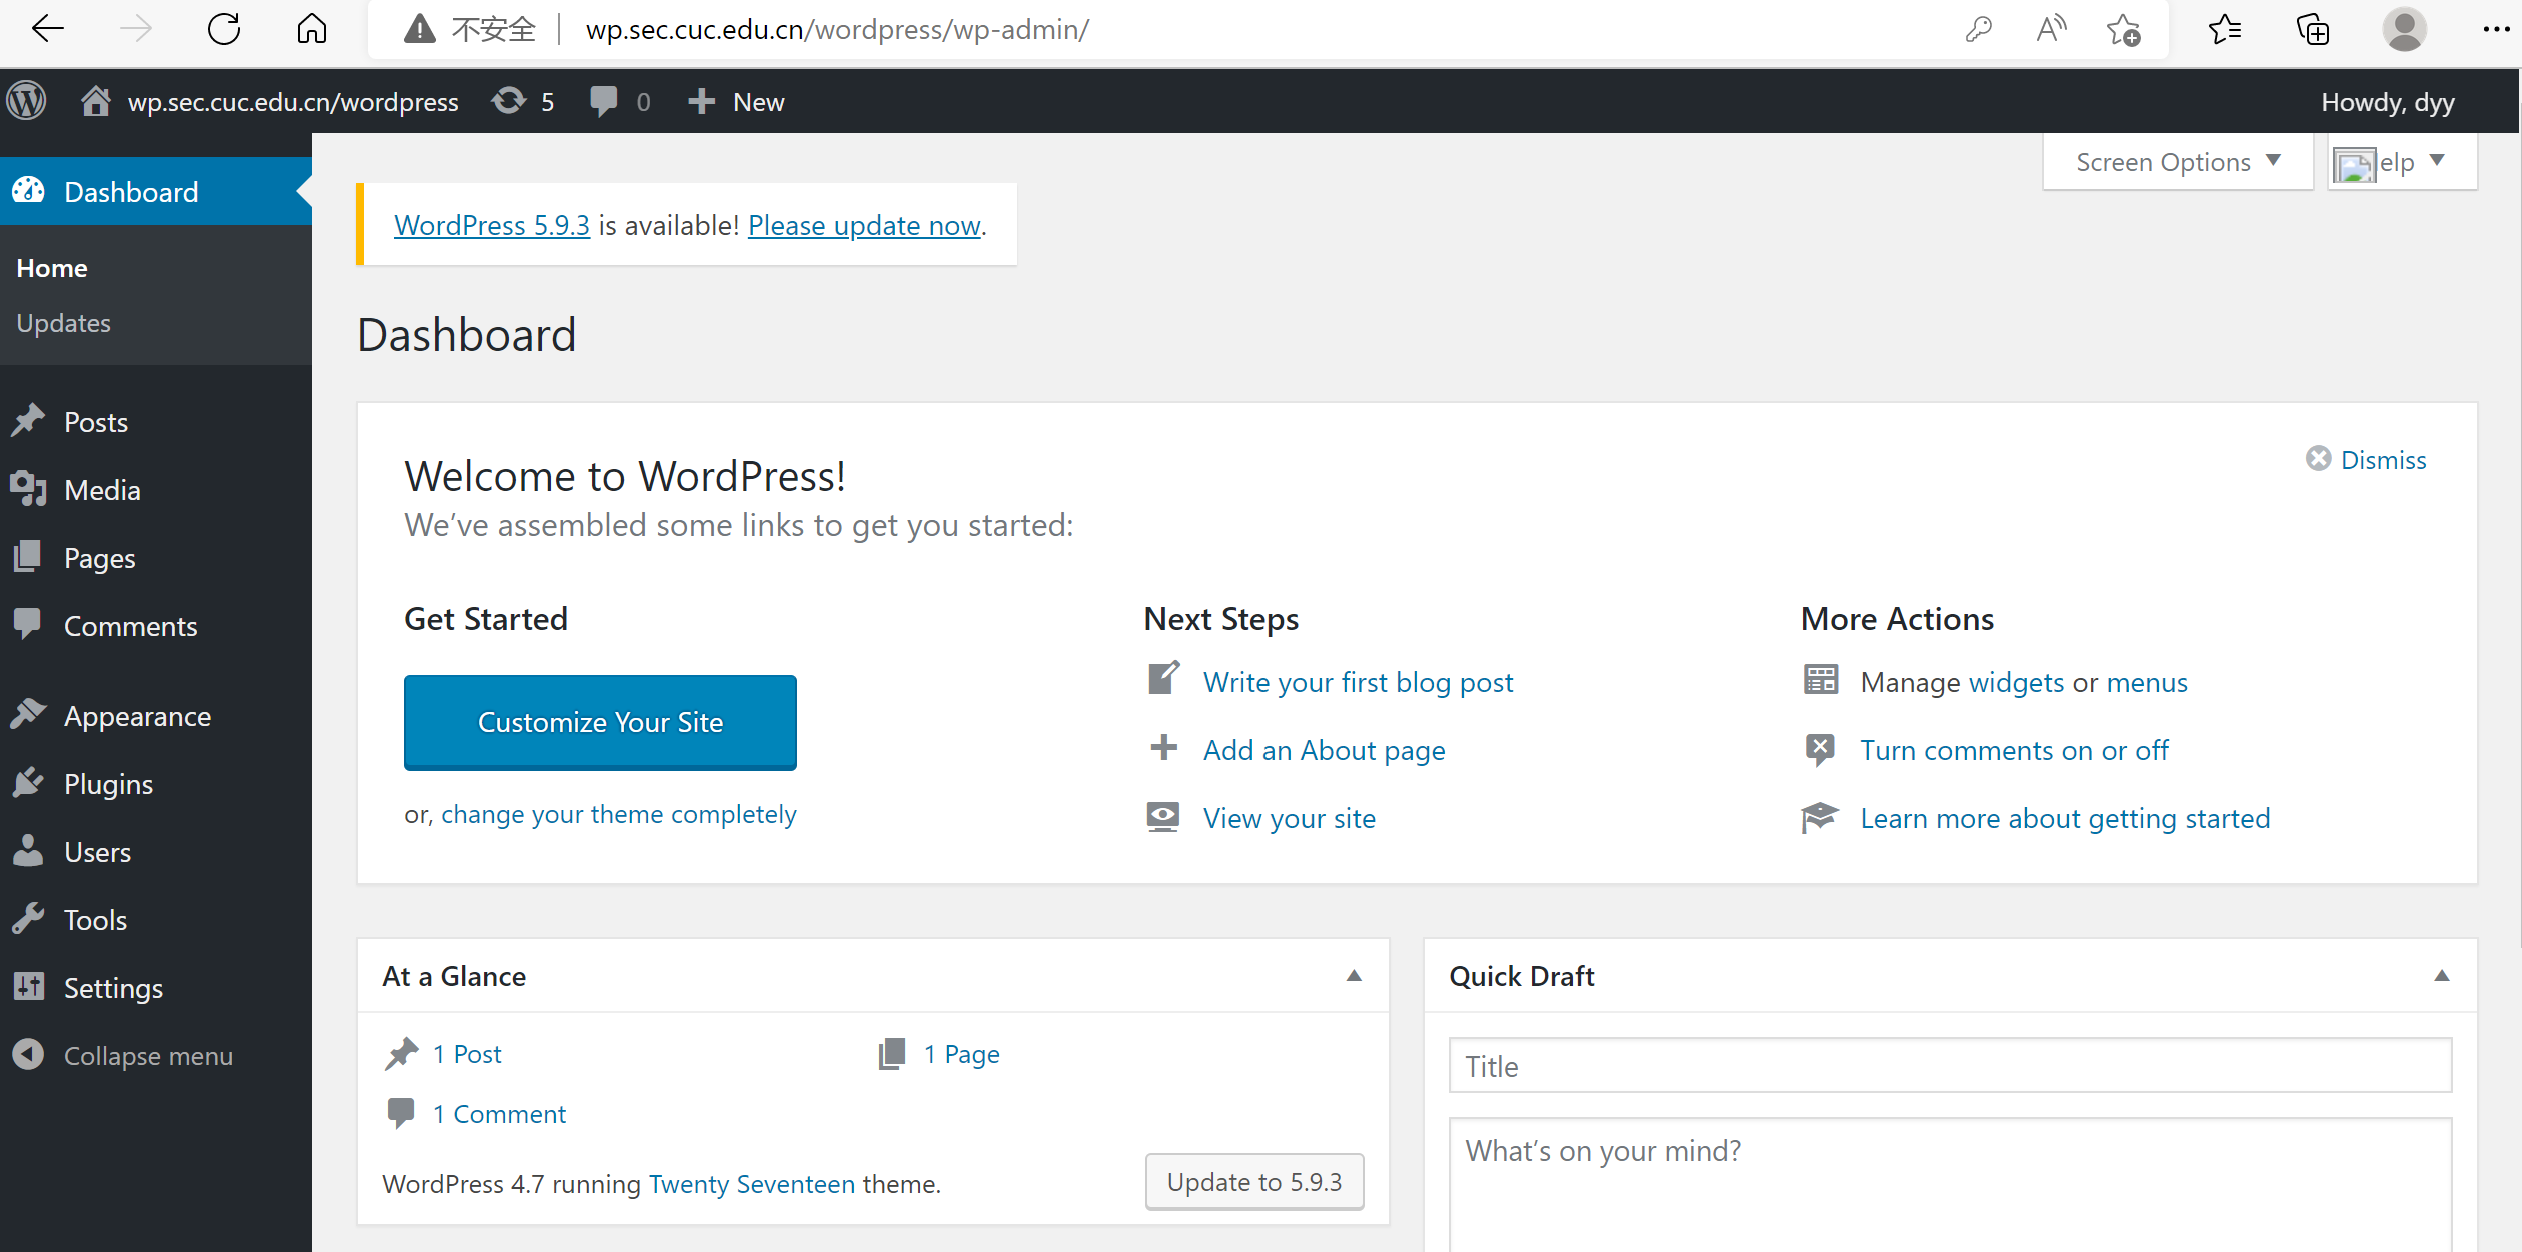 不安全 wp.sec.cuc.edu.cn/wordpress/wp-admin/
wp.sec.cuc.edu.cn/wordpress 5 0 New Howdy, dyy
Screen Options elp
Dashboard
Home
Updates
Posts
Media
Pages
Comments
Appearance
Plugins
Users
Tools
Settings
Collapse menu
WordPress 5.9.3 is available! Please update now.
Dashboard
Welcome to WordPress!
Dismiss
We’ve assembled some links to get you started:
Get Started
Customize Your Site
or, change your theme completely
Next Steps
Write your first blog post
Add an About page
View your site
More Actions
Manage widgets or menus
Turn comments on or off
Learn more about getting started
At a Glance
1 Post
1 Page
1 Comment
WordPress 4.7 running Twenty Seventeen theme.
Update to 5.9.3
Quick Draft
Title
What’s on your mind?